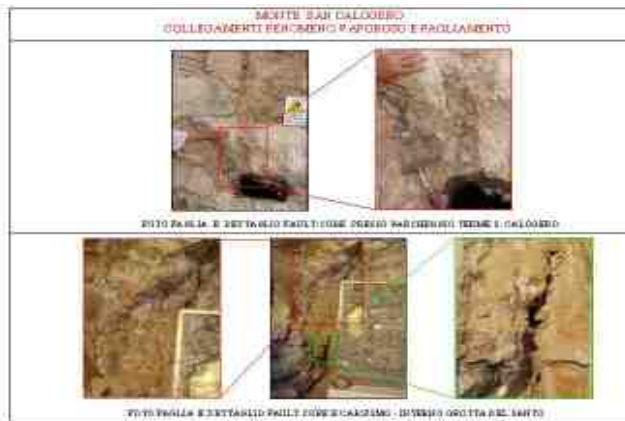 MONTE SAN CALOGERO
COLLEGAMENTI FENOMENO VAPOROSO E FAGLIAMENTO
FOTO FAGLIA E DETTAGLIO FAULT CORE PRESSO PARCHEGGIO TERME S. CALOGERO
FOTO FAGLIA E DETTAGLIO FAULT CORE E CARSISMO - INTERNO GROTTA DEL SANTO